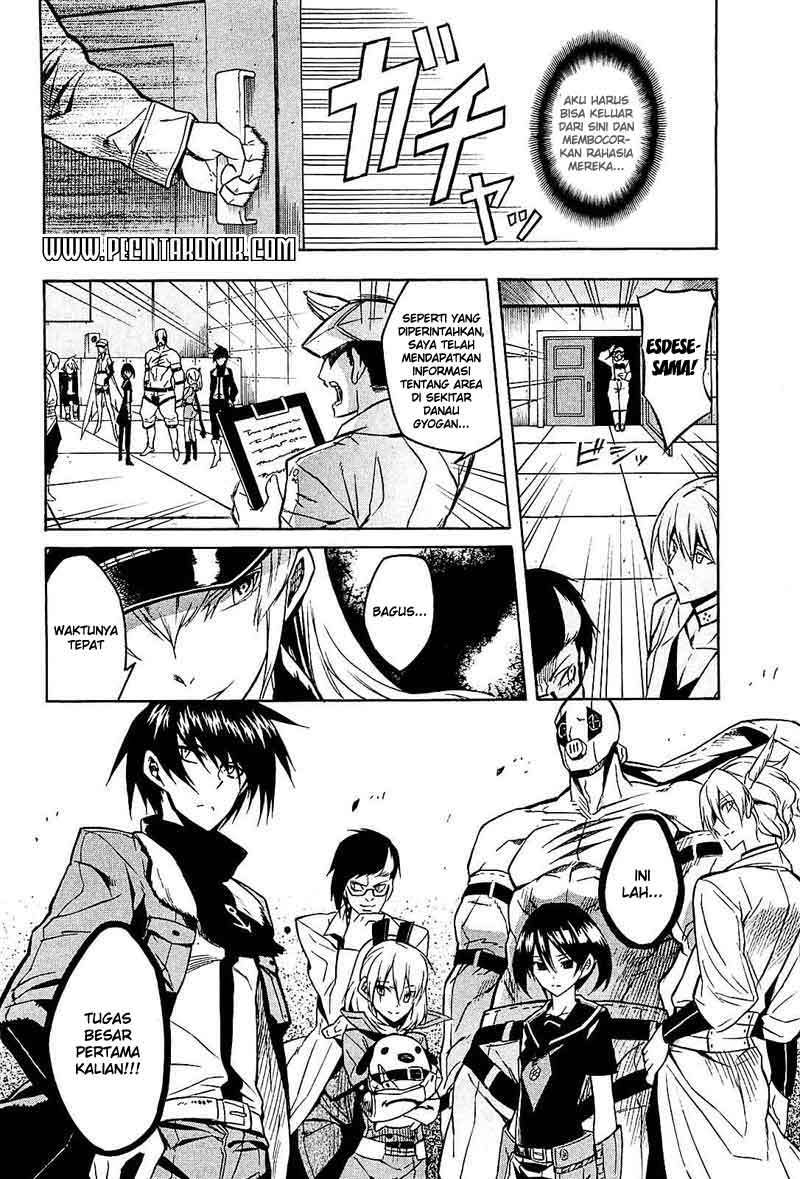 ガチャッ
AKU HARUS
BISA KELUAR
DARI SINI DAN
MEMBOCOR-
KAN RAHASIA
MEREKA...
WWW.PECINTAKOMIK.COM
SEPERTI YANG
DIPERINTAHKAN,
SAYA TELAH
MENDAPATKAN
INFORMASI
TENTANG AREA
DI SEKITAR
DANAU
GYOGAN...
ESDESE-
SAMA!
ビシッ
WAKTUNYA
TEPAT
BAGUS...
INI
LAH...
TUGAS
BESAR
PERTAMA
KALIAN!!!